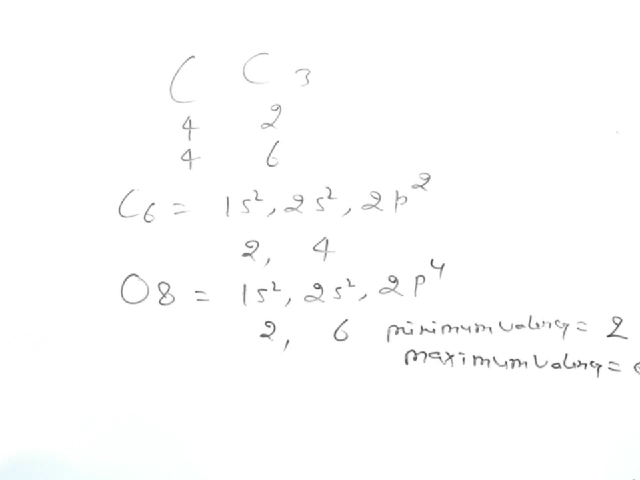 C C 3
4 2
4 6
C6 = 1s², 2s², 2p²
2, 4
O8 = 1s², 2s², 2p⁴
2, 6 minimum valency = 2
maximum valency =